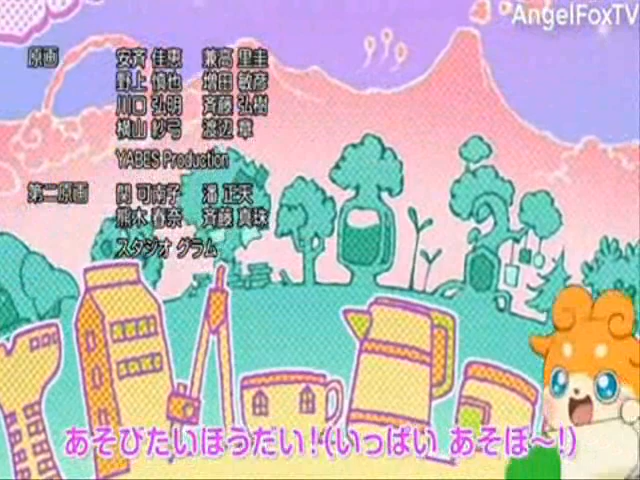 AngelFoxTV
原画 安斉 佳恵 兼高 里圭
野上 慎也 増田 敏彦
川口 弘明 斉藤 弘樹
横山 紗弓 渡辺 章
YABES Production
第二原画 関 可南子 潘 正天
熊木 春奈 斉藤 真珠
スタジオ グラム
あそびたいほうだい!(いっぱい あそぼ〜!)